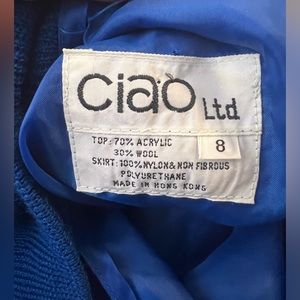 ciao Ltd
TOP: 70% ACRYLIC
30% WOOL
8
SKIRT: 100% NYLON & NON FIBROUS
POLYURETHANE
MADE IN HONG KONG